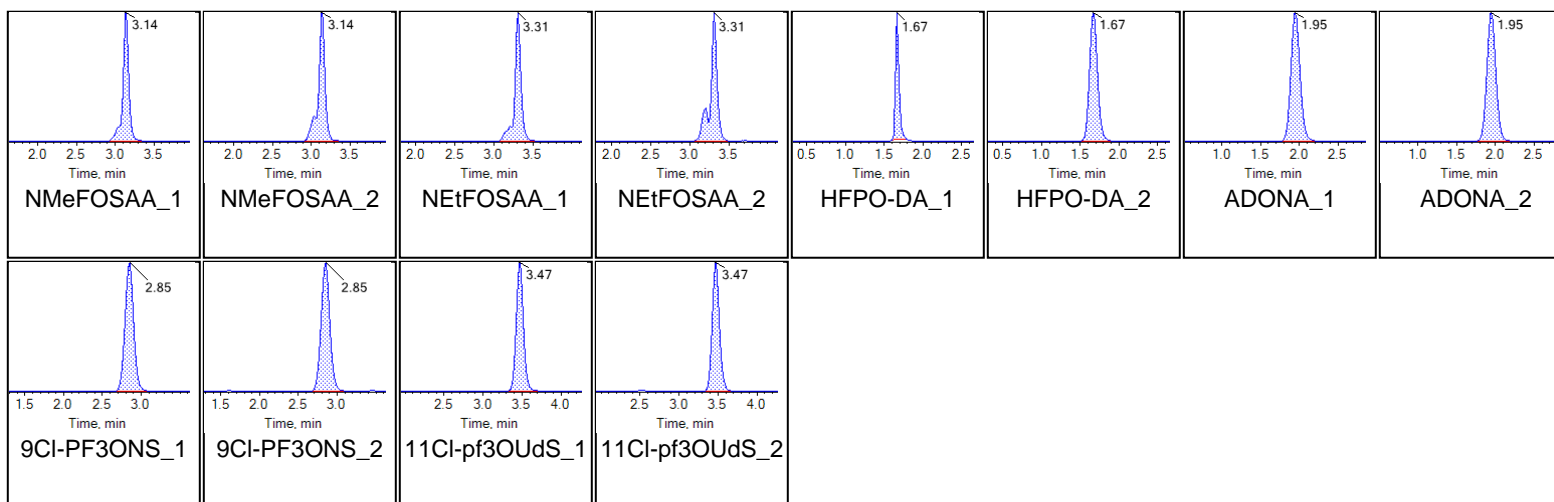 3.14 3.14 3.31 3.31 1.67 1.67 1.95 1.95
2.0 2.5 3.0 3.5 2.0 2.5 3.0 3.5 2.0 2.5 3.0 3.5 2.0 2.5 3.0 3.5 0.5 1.0 1.5 2.0 2.5 0.5 1.0 1.5 2.0 2.5 1.0 1.5 2.0 2.5 1.0 1.5 2.0 2.5
Time, min Time, min Time, min Time, min Time, min Time, min Time, min Time, min
NMeFOSAA_1 NMeFOSAA_2 NEtFOSAA_1 NEtFOSAA_2 HFPO-DA_1 HFPO-DA_2 ADONA_1 ADONA_2
2.85 2.85 3.47 3.47
1.5 2.0 2.5 3.0 1.5 2.0 2.5 3.0 2.5 3.0 3.5 4.0 2.5 3.0 3.5 4.0
Time, min Time, min Time, min Time, min
9Cl-PF3ONS_1 9Cl-PF3ONS_2 11Cl-pf3OUdS_1 11Cl-pf3OUdS_2